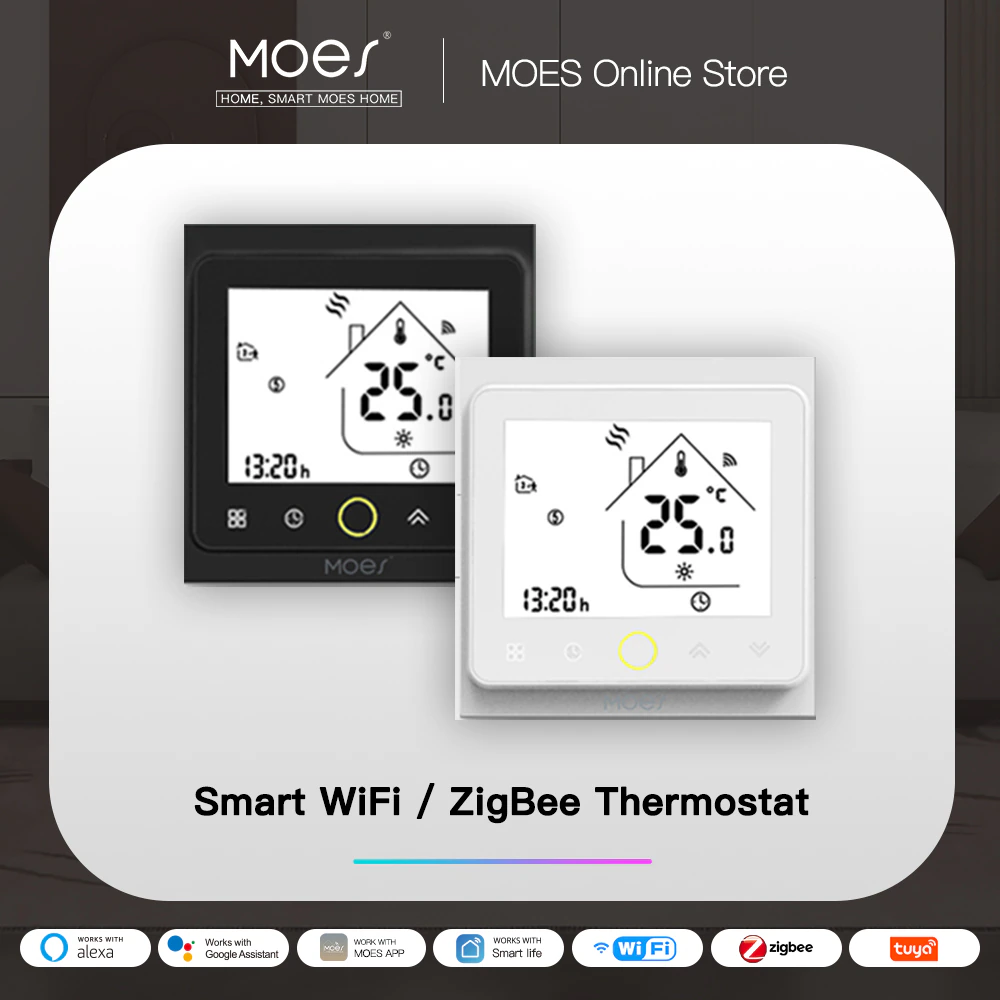 MOES®
HOME, SMART MOES HOME
MOES Online Store
25.0 °C
13:20h
MOES
25.0 °C
13:20h
MOES
Smart WiFi / ZigBee Thermostat
WORKS WITH
alexa
Works with
Google Assistant
MOES
WORK WITH
MOES APP
WORKS WITH
Smart life
WiFi
zigbee
tuya